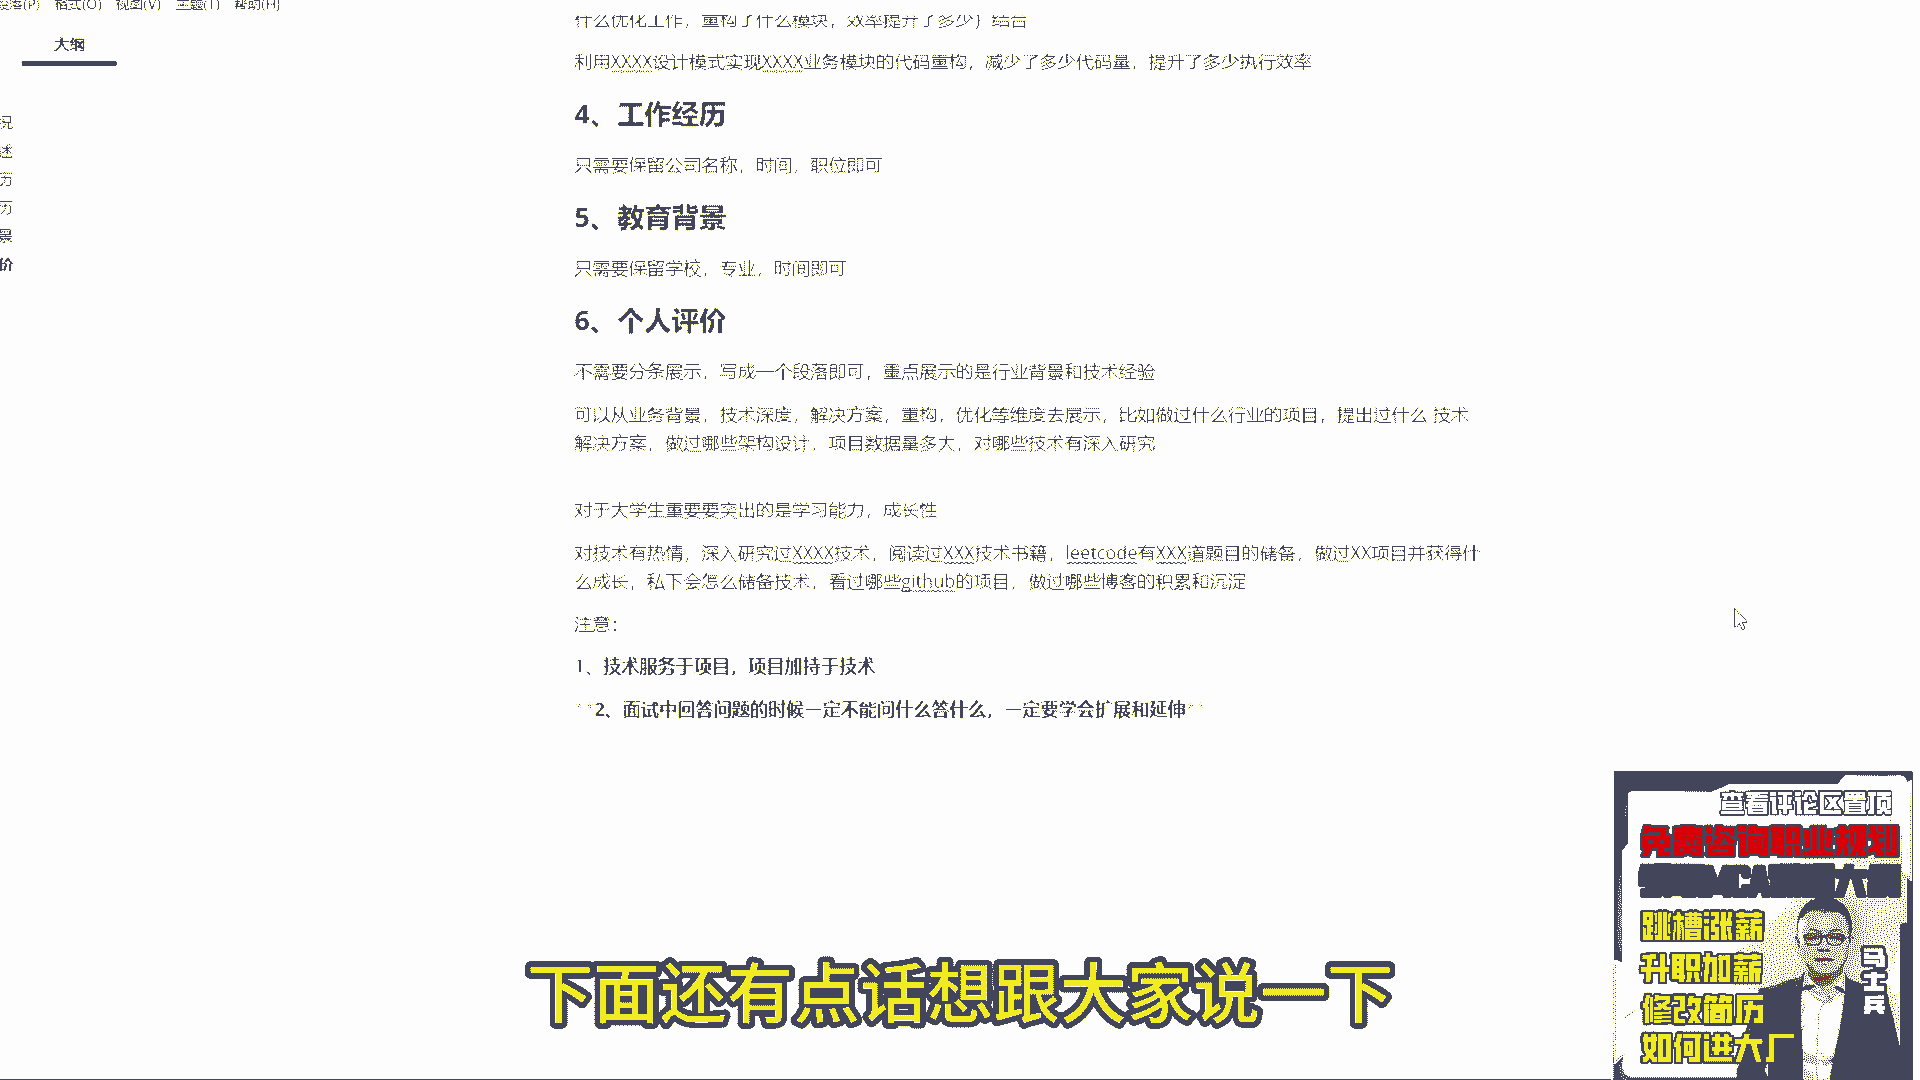 段落(P) 格式(O) 视图(V) 主题(T) 帮助(H)
大纲
况
述
历
历
景
价
什么优化工作，重构了什么模块，效率提升了多少）结合
利用XXXX设计模式实现XXXX业务模块的代码重构，减少了多少代码量，提升了多少执行效率
4、工作经历
只需要保留公司名称，时间，职位即可
5、教育背景
只需要保留学校，专业，时间即可
6、个人评价
不需要分条展示，写成一个段落即可，重点展示的是行业背景和技术经验
可以从业务背景，技术深度，解决方案，重构，优化等维度去展示，比如做过什么行业的项目，提出过什么 技术
解决方案，做过哪些架构设计，项目数据量多大，对哪些技术有深入研究
对于大学生重要要突出的是学习能力，成长性
对技术有热情，深入研究过XXXX技术，阅读过XXX技术书籍，leetcode有XXX道题目的储备，做过XX项目并获得什
么成长，私下会怎么储备技术，看过哪些github的项目，做过哪些博客的积累和沉淀
注意：
1、技术服务于项目，项目加持于技术
**2、面试中回答问题的时候一定不能问什么答什么，一定要学会扩展和延伸**
查看评论区置顶
免费咨询职业规划
跳槽涨薪
升职加薪
修改简历
如何进大厂
马士兵
下面还有点话想跟大家说一下